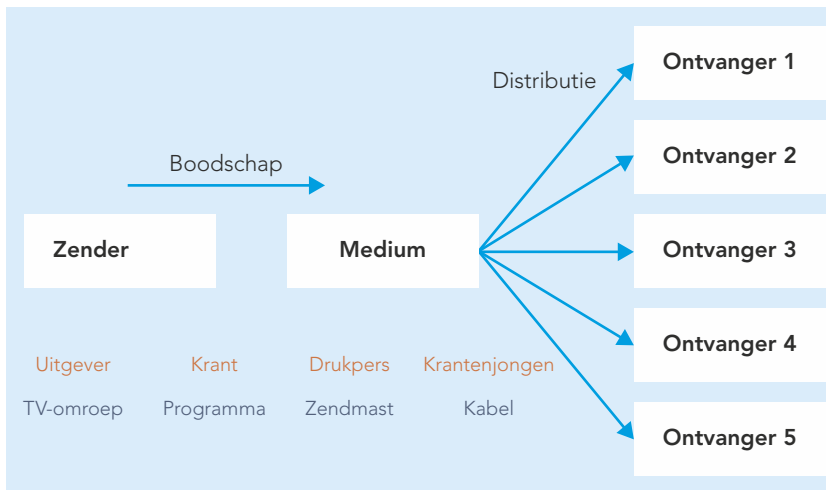 Ontvanger 1
Distributie
Ontvanger 2
Boodschap
Zender
Medium
Ontvanger 3
Ontvanger 4
Uitgever Krant Drukpers Krantenjongen
TV-omroep Programma Zendmast Kabel
Ontvanger 5